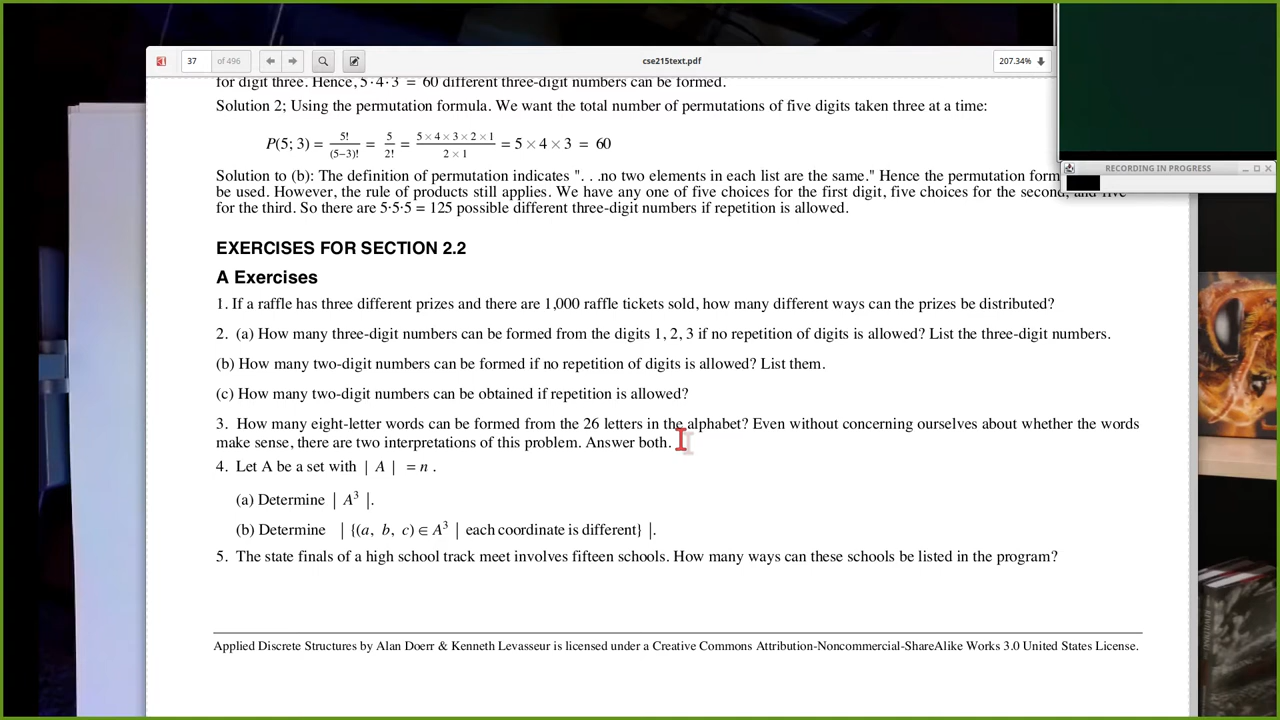 37 of 496 cse215text.pdf 207.34%
for digit three. Hence, 5·4·3 = 60 different three-digit numbers can be formed.
Solution 2; Using the permutation formula. We want the total number of permutations of five digits taken three at a time:
P(5; 3) = 5!/(5−3)! = 5/2! = 5 × 4 × 3 × 2 × 1/2 × 1 = 5 × 4 × 3 = 60
RECORDING IN PROGRESS
Solution to (b): The definition of permutation indicates ". . .no two elements in each list are the same." Hence the permutation
be used. However, the rule of products still applies. We have any one of five choices for the first digit, five choices for the second, and five
for the third. So there are 5·5·5 = 125 possible different three-digit numbers if repetition is allowed.
EXERCISES FOR SECTION 2.2
A Exercises
1. If a raffle has three different prizes and there are 1,000 raffle tickets sold, how many different ways can the prizes be distributed?
2. (a) How many three-digit numbers can be formed from the digits 1, 2, 3 if no repetition of digits is allowed? List the three-digit numbers.
(b) How many two-digit numbers can be formed if no repetition of digits is allowed? List them.
(c) How many two-digit numbers can be obtained if repetition is allowed?
3. How many eight-letter words can be formed from the 26 letters in the alphabet? Even without concerning ourselves about whether the words
make sense, there are two interpretations of this problem. Answer both.
4. Let A be a set with | A | = n .
(a) Determine | A³ |.
(b) Determine | {(a, b, c) ∈ A³ | each coordinate is different} |.
5. The state finals of a high school track meet involves fifteen schools. How many ways can these schools be listed in the program?
Applied Discrete Structures by Alan Doerr & Kenneth Levasseur is licensed under a Creative Commons Attribution-Noncommercial-ShareAlike Works 3.0 United States License.